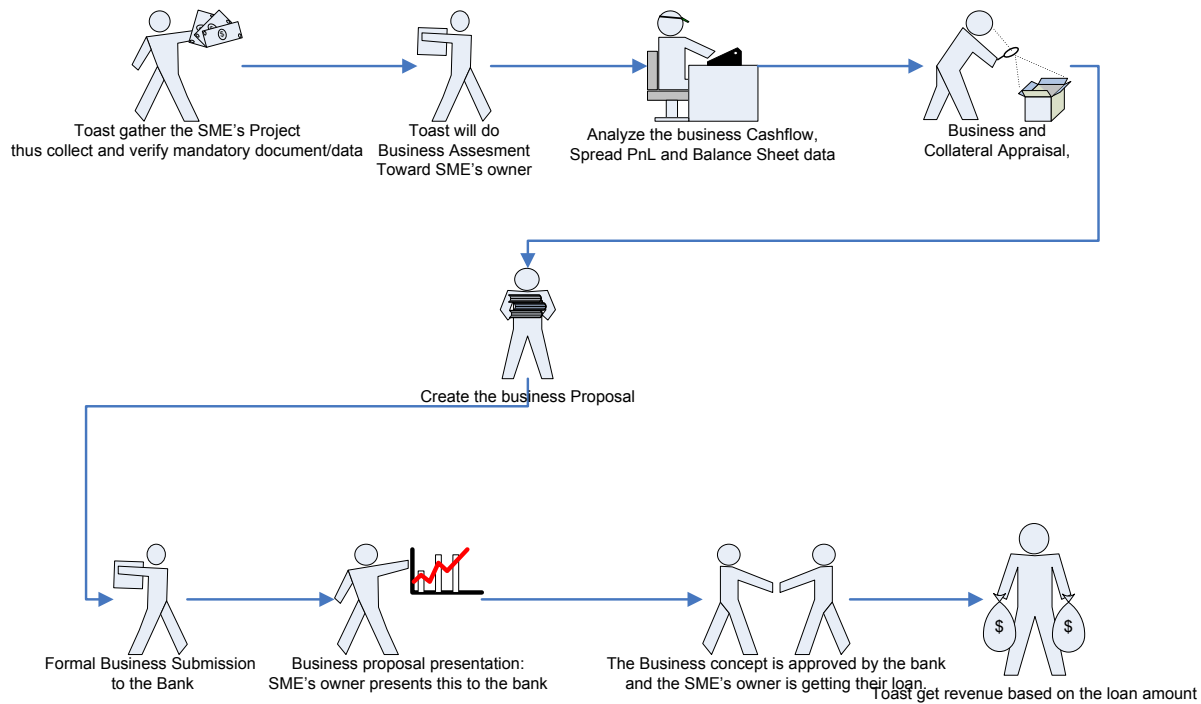 Toast gather the SME's Project
thus collect and verify mandatory document/data
Toast will do
Business Assesment
Toward SME's owner
Analyze the business Cashflow,
Spread PnL and Balance Sheet data
Business and
Collateral Appraisal,
Create the business Proposal
Formal Business Submission
to the Bank
Business proposal presentation:
SME's owner presents this to the bank
The Business concept is approved by the bank
and the SME's owner is getting their loan.
$
$
Toast get revenue based on the loan amount